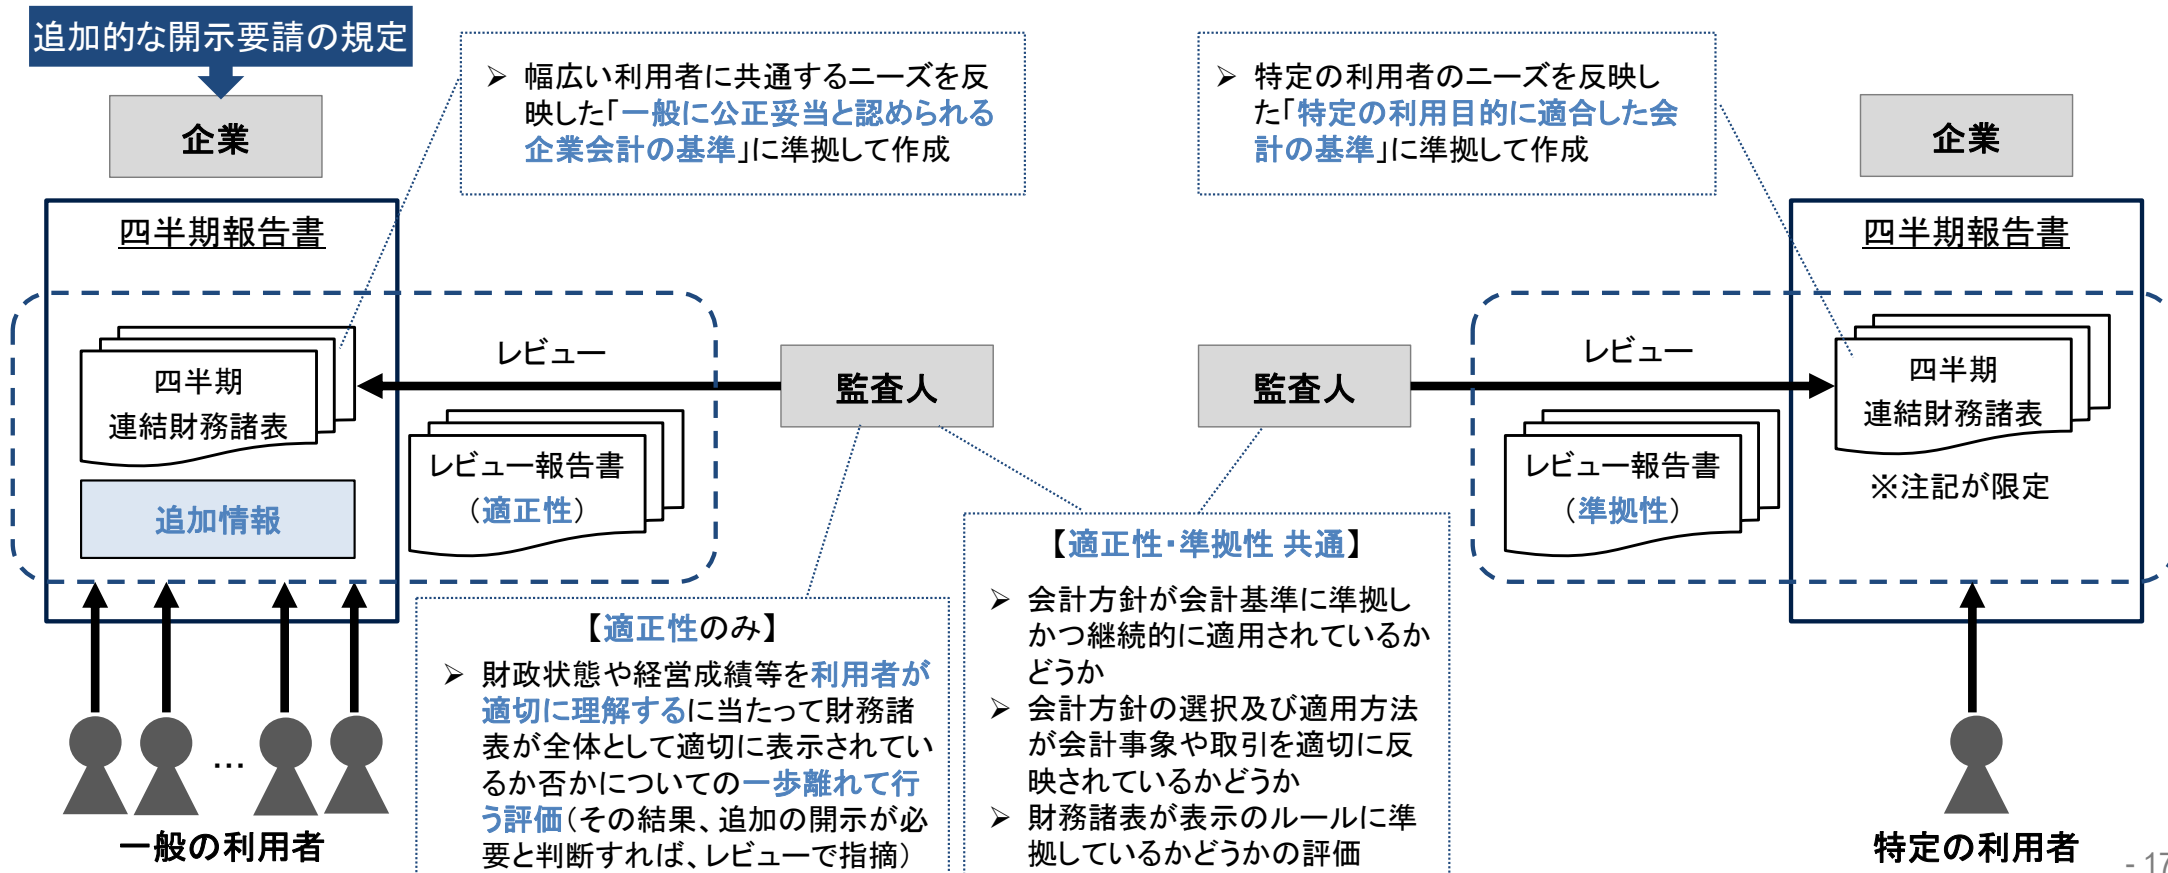 追加的な開示要請の規定
企業
四半期報告書
四半期
連結財務諸表
追加情報
一般の利用者
…
➢ 幅広い利用者に共通するニーズを反
映した「一般に公正妥当と認められる
企業会計の基準」に準拠して作成
レビュー
監査人
レビュー報告書
（適正性）
【適正性のみ】
➢ 財政状態や経営成績等を利用者が
適切に理解するに当たって財務諸
表が全体として適切に表示されてい
るか否かについての一歩離れて行
う評価（その結果、追加の開示が必
要と判断すれば、レビューで指摘）
【適正性・準拠性 共通】
➢ 会計方針が会計基準に準拠し
かつ継続的に適用されているか
どうか
➢ 会計方針の選択及び適用方法
が会計事象や取引を適切に反
映されているかどうか
➢ 財務諸表が表示のルールに準
拠しているかどうかの評価
➢ 特定の利用者のニーズを反映し
た「特定の利用目的に適合した会
計の基準」に準拠して作成
監査人
レビュー
レビュー報告書
（準拠性）
企業
四半期報告書
四半期
連結財務諸表
※注記が限定
特定の利用者
- 17